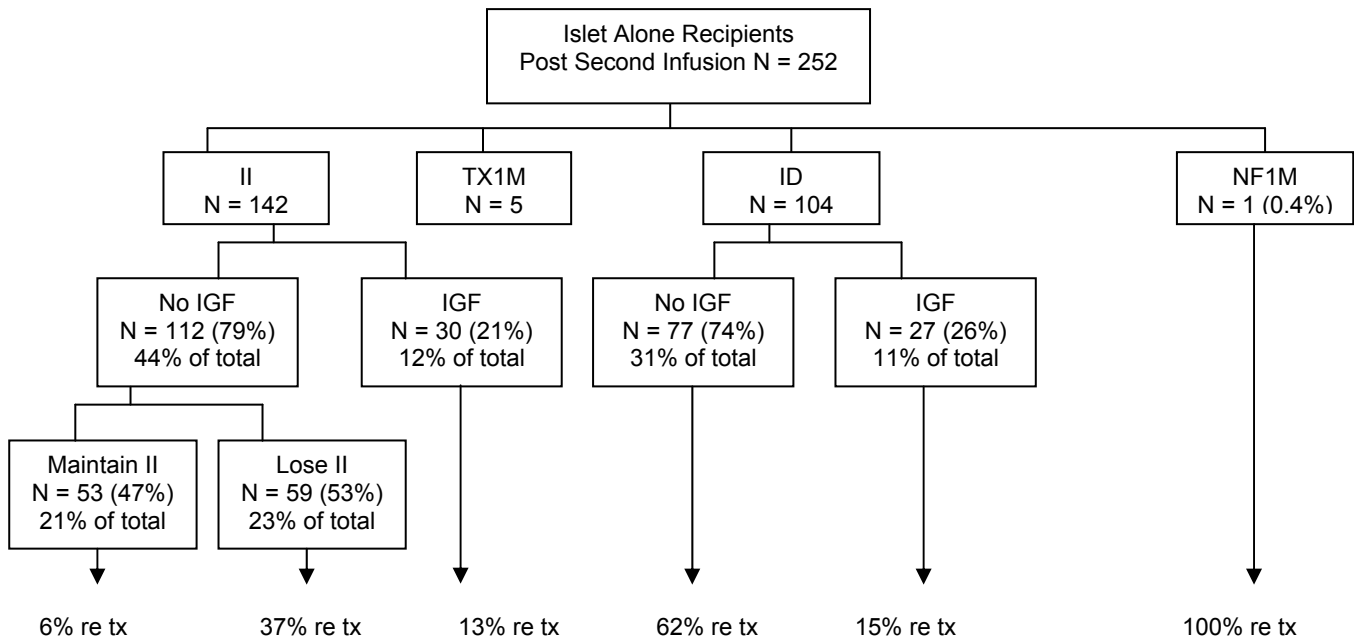 Islet Alone Recipients
Post Second Infusion N = 252
II
N = 142
TX1M
N = 5
ID
N = 104
NF1M
N = 1 (0.4%)
No IGF
N = 112 (79%)
44% of total
IGF
N = 30 (21%)
12% of total
No IGF
N = 77 (74%)
31% of total
IGF
N = 27 (26%)
11% of total
Maintain II
N = 53 (47%)
21% of total
Lose II
N = 59 (53%)
23% of total
6% re tx
37% re tx
13% re tx
62% re tx
15% re tx
100% re tx